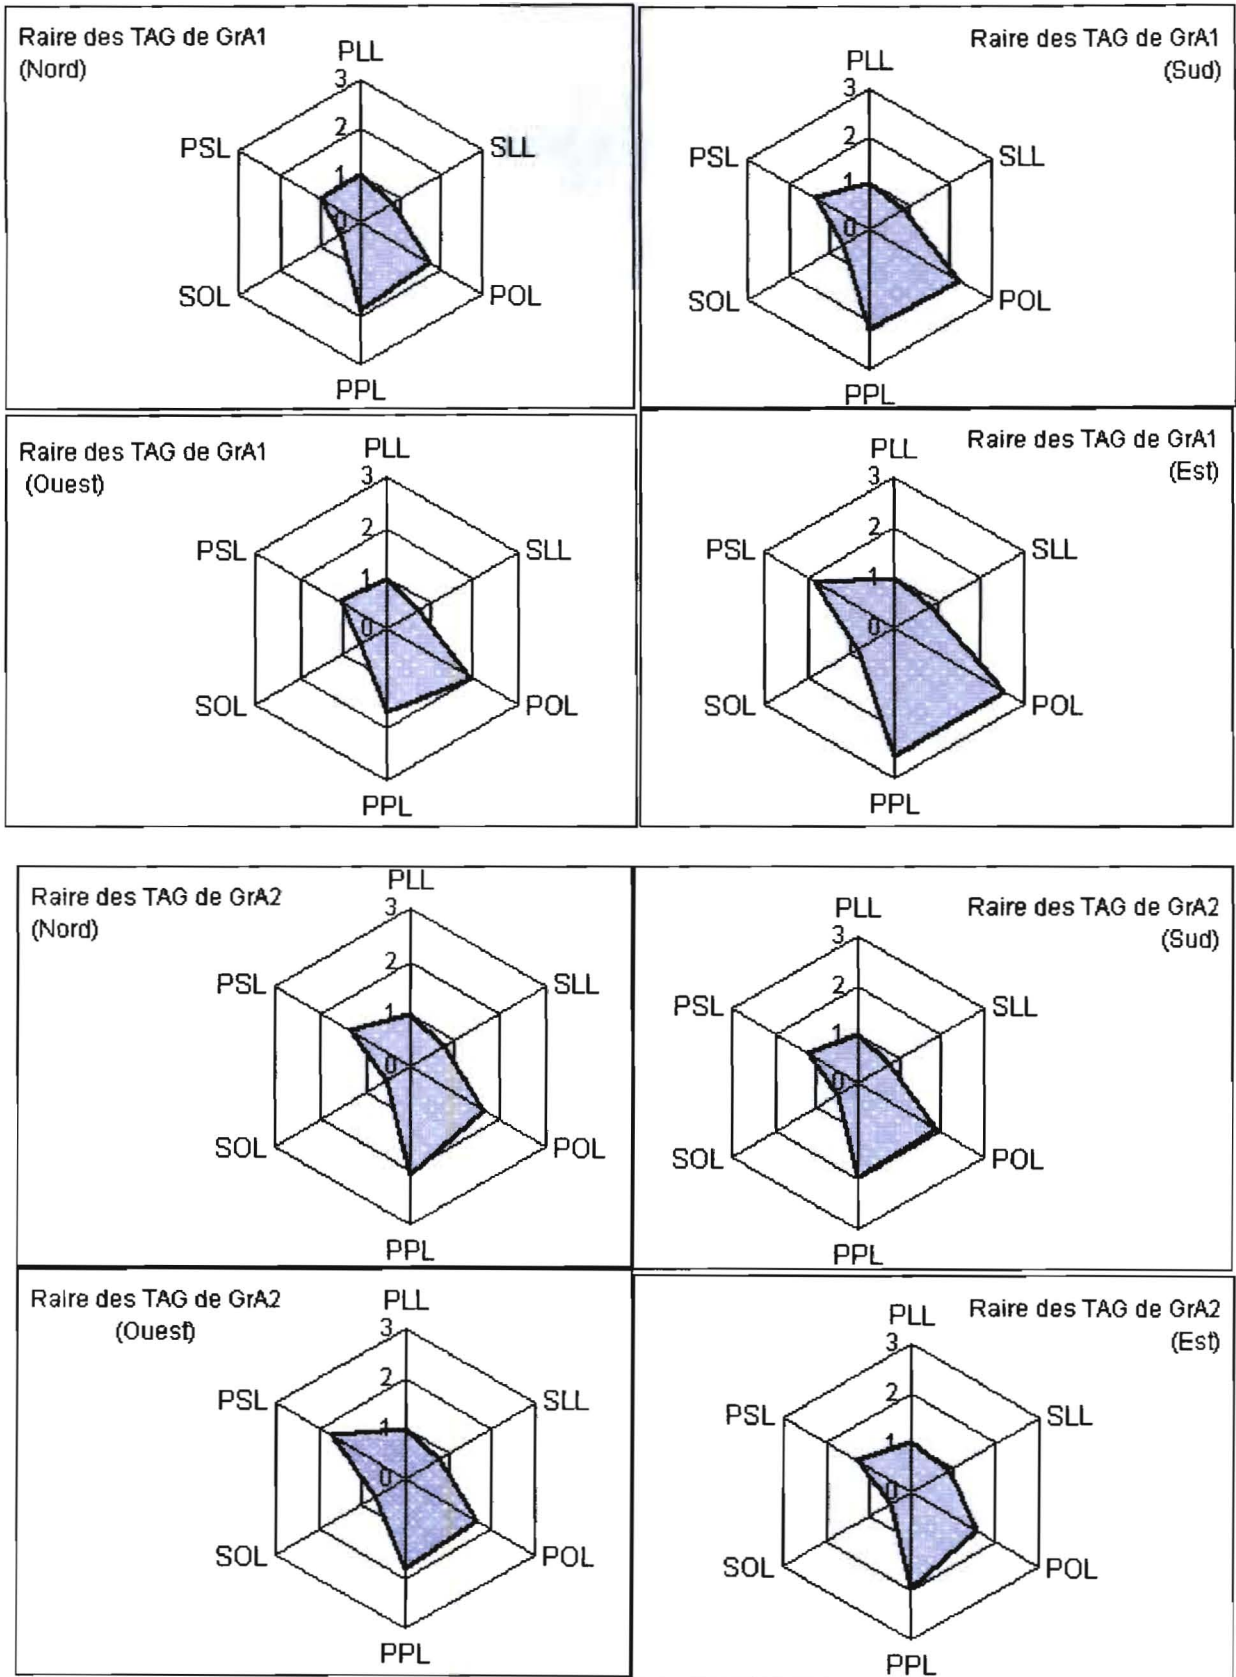 Raire des TAG de GrA1
(Nord)
PLL
3
2
1
0
PSL
SLL
SOL
POL
PPL
Raire des TAG de GrA1
(Sud)
PLL
3
2
1
0
PSL
SLL
SOL
POL
PPL
Raire des TAG de GrA1
(Ouest)
PLL
3
2
1
0
PSL
SLL
SOL
POL
PPL
Raire des TAG de GrA1
(Est)
PLL
3
2
1
0
PSL
SLL
SOL
POL
PPL
Raire des TAG de GrA2
(Nord)
PLL
3
2
1
0
PSL
SLL
SOL
POL
PPL
Raire des TAG de GrA2
(Sud)
PLL
3
2
1
0
PSL
SLL
SOL
POL
PPL
Raire des TAG de GrA2
(Ouest)
PLL
3
2
1
0
PSL
SLL
SOL
POL
PPL
Raire des TAG de GrA2
(Est)
PLL
3
2
1
0
PSL
SLL
SOL
POL
PPL